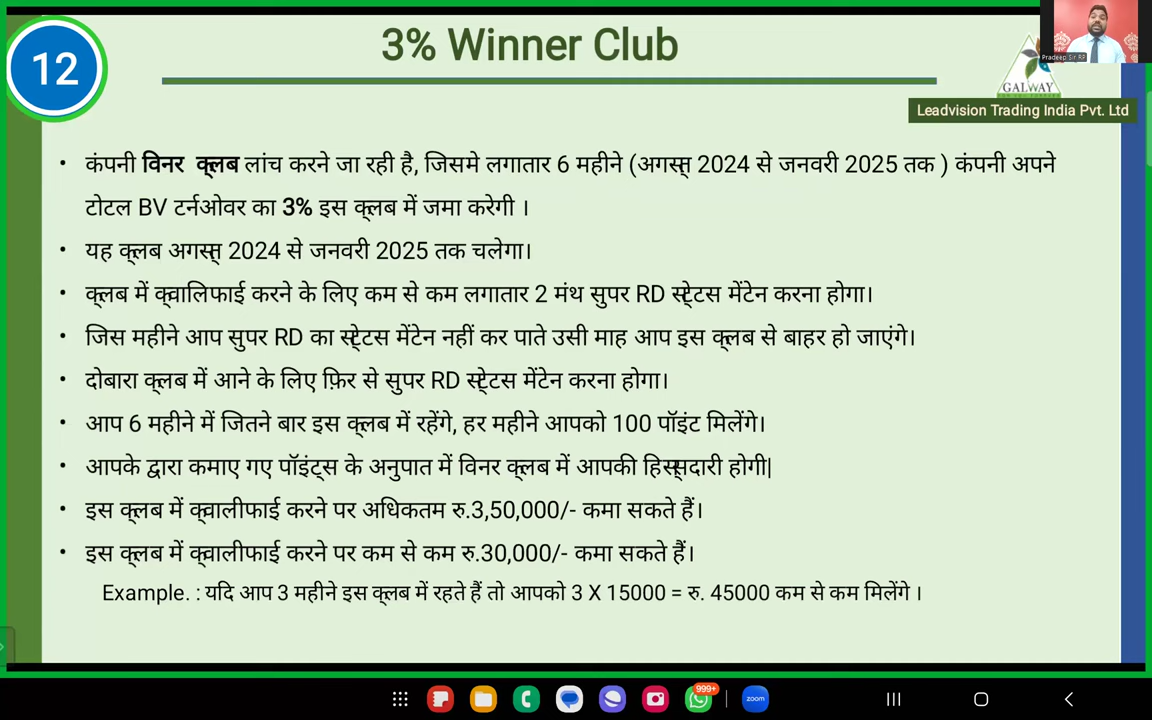 12
3% Winner Club
Pradeep Sir RP
GALWAY
Leadvision Trading India Pvt. Ltd
• कंपनी विनर क्लब लांच करने जा रही है, जिसमे लगातार 6 महीने (अगस्त 2024 से जनवरी 2025 तक ) कंपनी अपने
टोटल BV टर्नओवर का 3% इस क्लब में जमा करेगी ।
• यह क्लब अगस्त 2024 से जनवरी 2025 तक चलेगा।
• क्लब में क्वालिफाई करने के लिए कम से कम लगातार 2 मंथ सुपर RD स्टेटस मेंटेन करना होगा।
• जिस महीने आप सुपर RD का स्टेटस मेंटेन नहीं कर पाते उसी माह आप इस क्लब से बाहर हो जाएंगे।
• दोबारा क्लब में आने के लिए फ़िर से सुपर RD स्टेटस मेंटेन करना होगा।
• आप 6 महीने में जितने बार इस क्लब में रहेंगे, हर महीने आपको 100 पॉइंट मिलेंगे।
• आपके द्वारा कमाए गए पॉइंट्स के अनुपात में विनर क्लब में आपकी हिस्सदारी होगी|
• इस क्लब में क्वालीफाई करने पर अधिकतम रु.3,50,000/- कमा सकते हैं।
• इस क्लब में क्वालीफाई करने पर कम से कम रु.30,000/- कमा सकते हैं।
Example. : यदि आप 3 महीने इस क्लब में रहते हैं तो आपको 3 X 15000 = रु. 45000 कम से कम मिलेंगे ।
999+
zoom